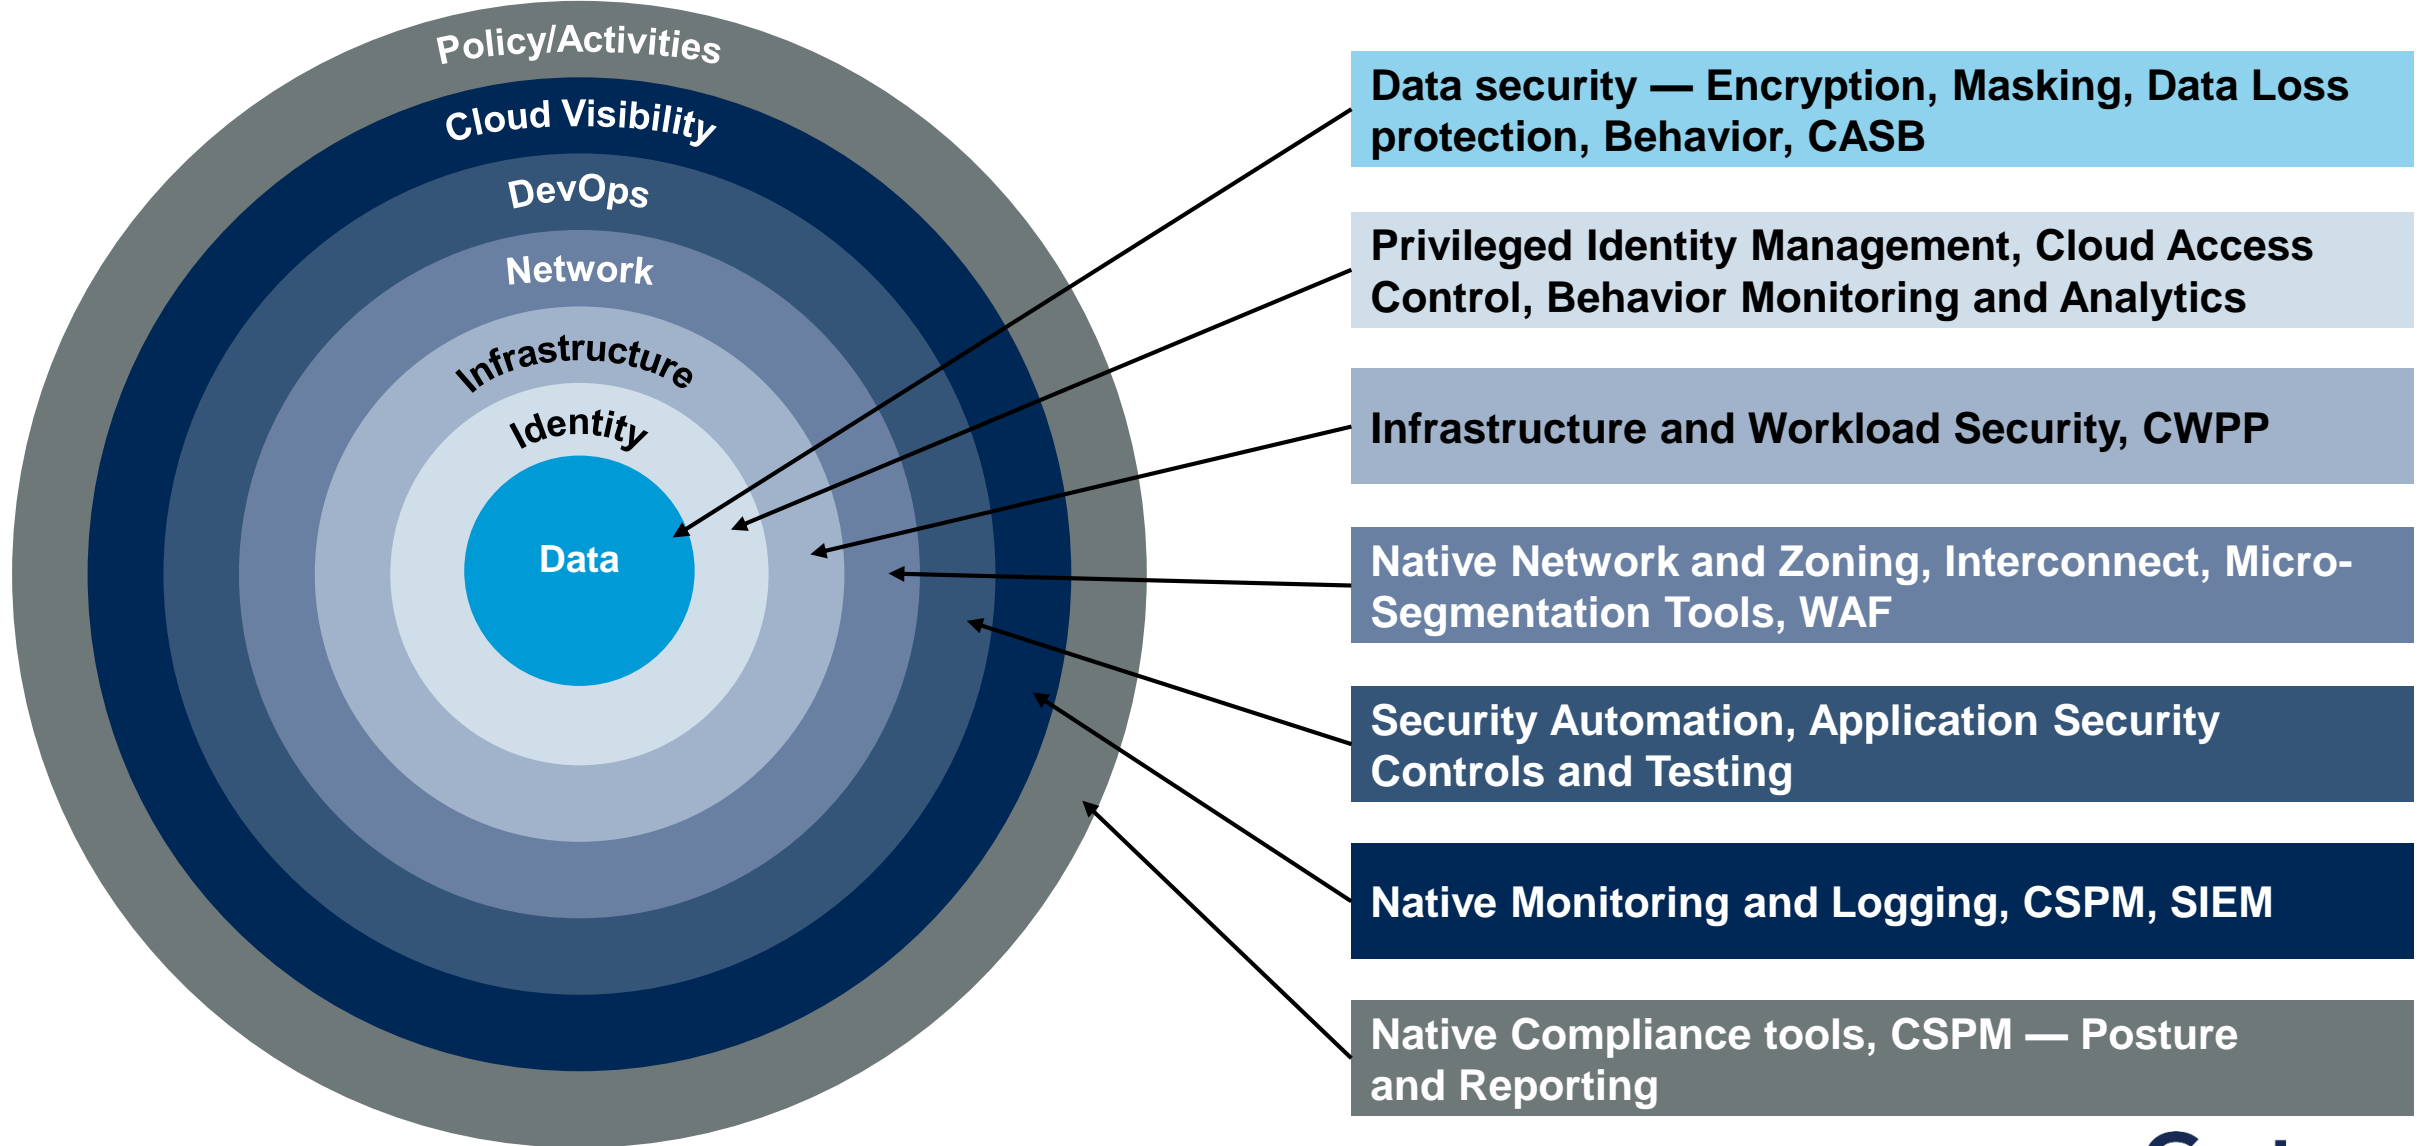 Policy/Activities
Cloud Visibility
DevOps
Network
Infrastructure
Identity
Data
Data security — Encryption, Masking, Data Loss
protection, Behavior, CASB
Privileged Identity Management, Cloud Access
Control, Behavior Monitoring and Analytics
Infrastructure and Workload Security, CWPP
Native Network and Zoning, Interconnect, Micro-
Segmentation Tools, WAF
Security Automation, Application Security
Controls and Testing
Native Monitoring and Logging, CSPM, SIEM
Native Compliance tools, CSPM — Posture
and Reporting